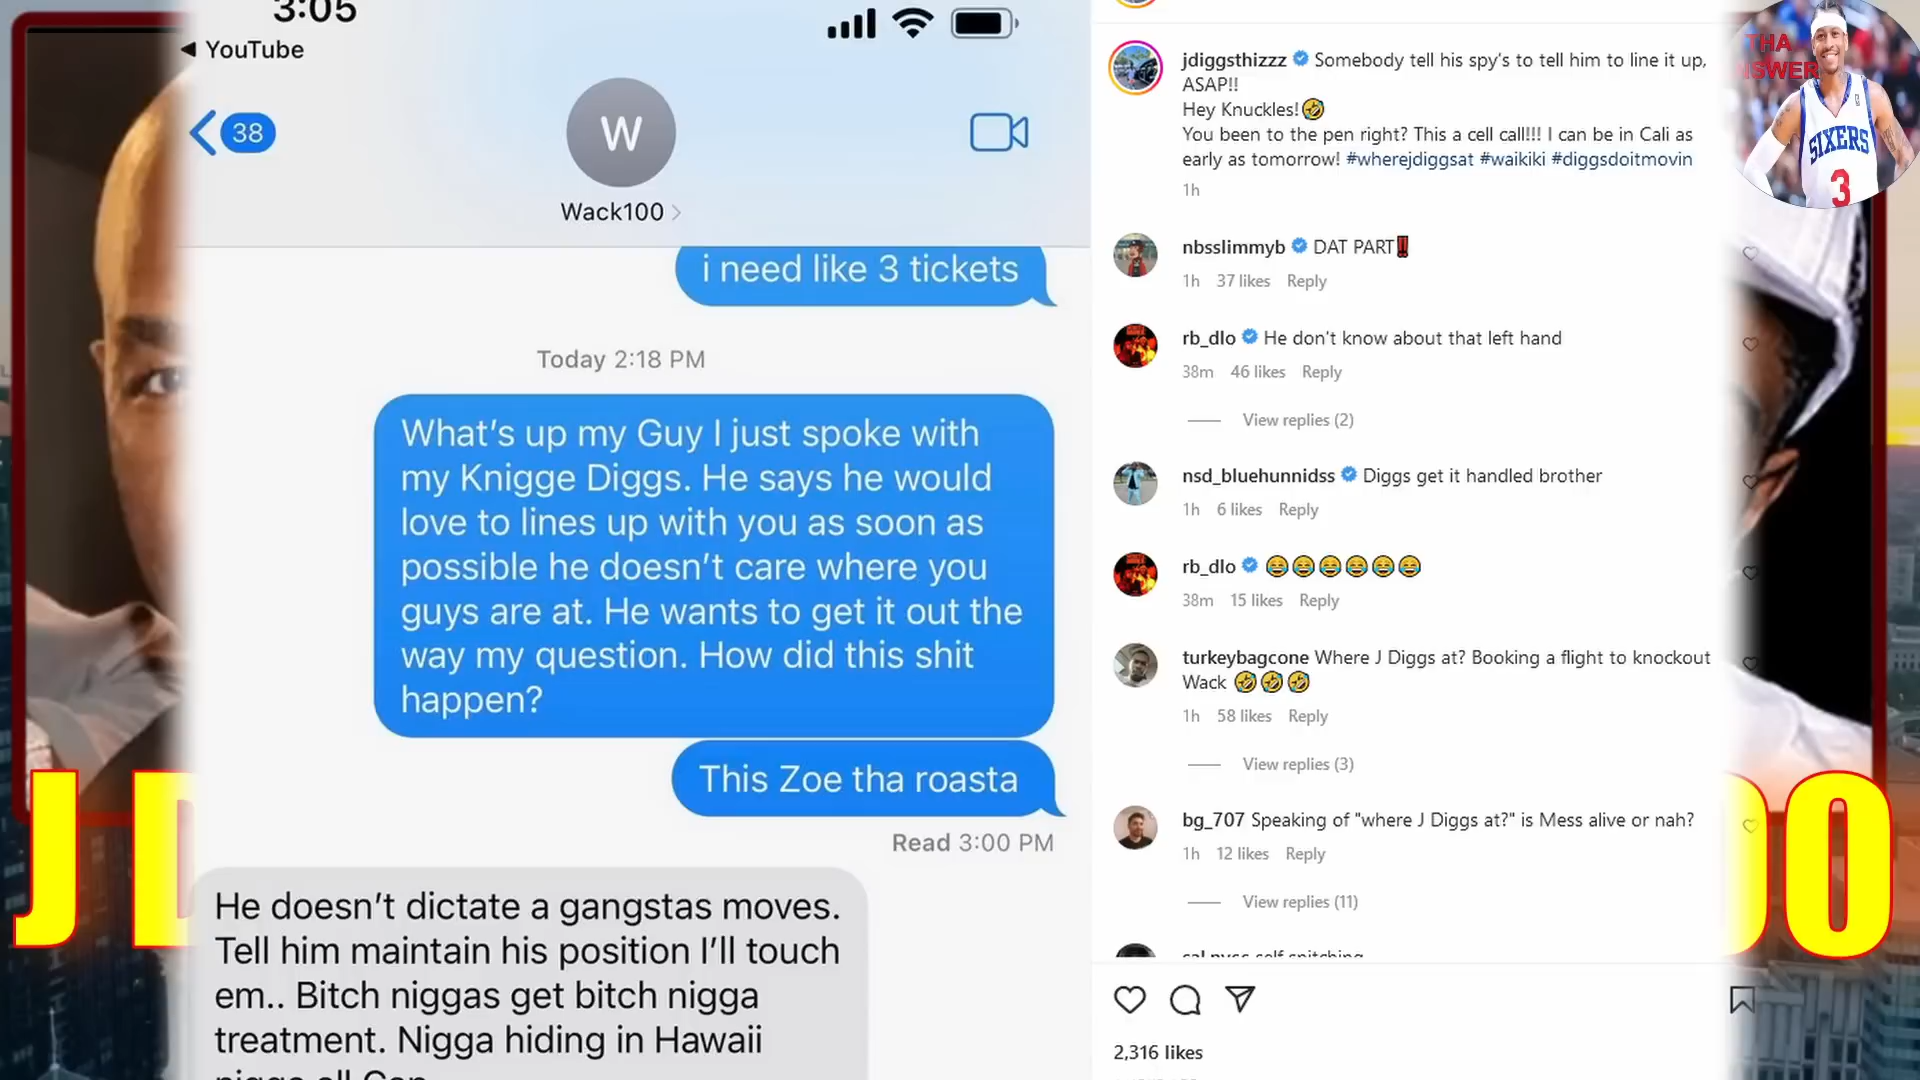 3:05
YouTube
38
W
Wack100
i need like 3 tickets
Today 2:18 PM
What's up my Guy I just spoke with
my Knigge Diggs. He says he would
love to lines up with you as soon as
possible he doesn't care where you
guys are at. He wants to get it out the
way my question. How did this shit
happen?
This Zoe tha roasta
Read 3:00 PM
He doesn't dictate a gangstas moves.
Tell him maintain his position I'll touch
em.. Bitch niggas get bitch nigga
treatment. Nigga hiding in Hawaii
jdiggsthizzz Somebody tell his spy's to tell him to line it up,
ASAP!!
Hey Knuckles!🤣
You been to the pen right? This a cell call!!! I can be in Cali as
early as tomorrow! #wherejdiggsat #waikiki #diggsdoitmovin
1h
nbsslimmyb DAT PART‼️
1h 37 likes Reply
rb_dlo He don't know about that left hand
38m 46 likes Reply
View replies (2)
nsd_bluehunnidss Diggs get it handled brother
1h 6 likes Reply
rb_dlo 😂😂😂😂😂😂
38m 15 likes Reply
turkeybagcone Where J Diggs at? Booking a flight to knockout
Wack 🤣🤣🤣
1h 58 likes Reply
View replies (3)
bg_707 Speaking of "where J Diggs at?" is Mess alive or nah?
1h 12 likes Reply
View replies (11)
self snitching
2,316 likes
THA
NSWER
SIXERS
3
J D
00